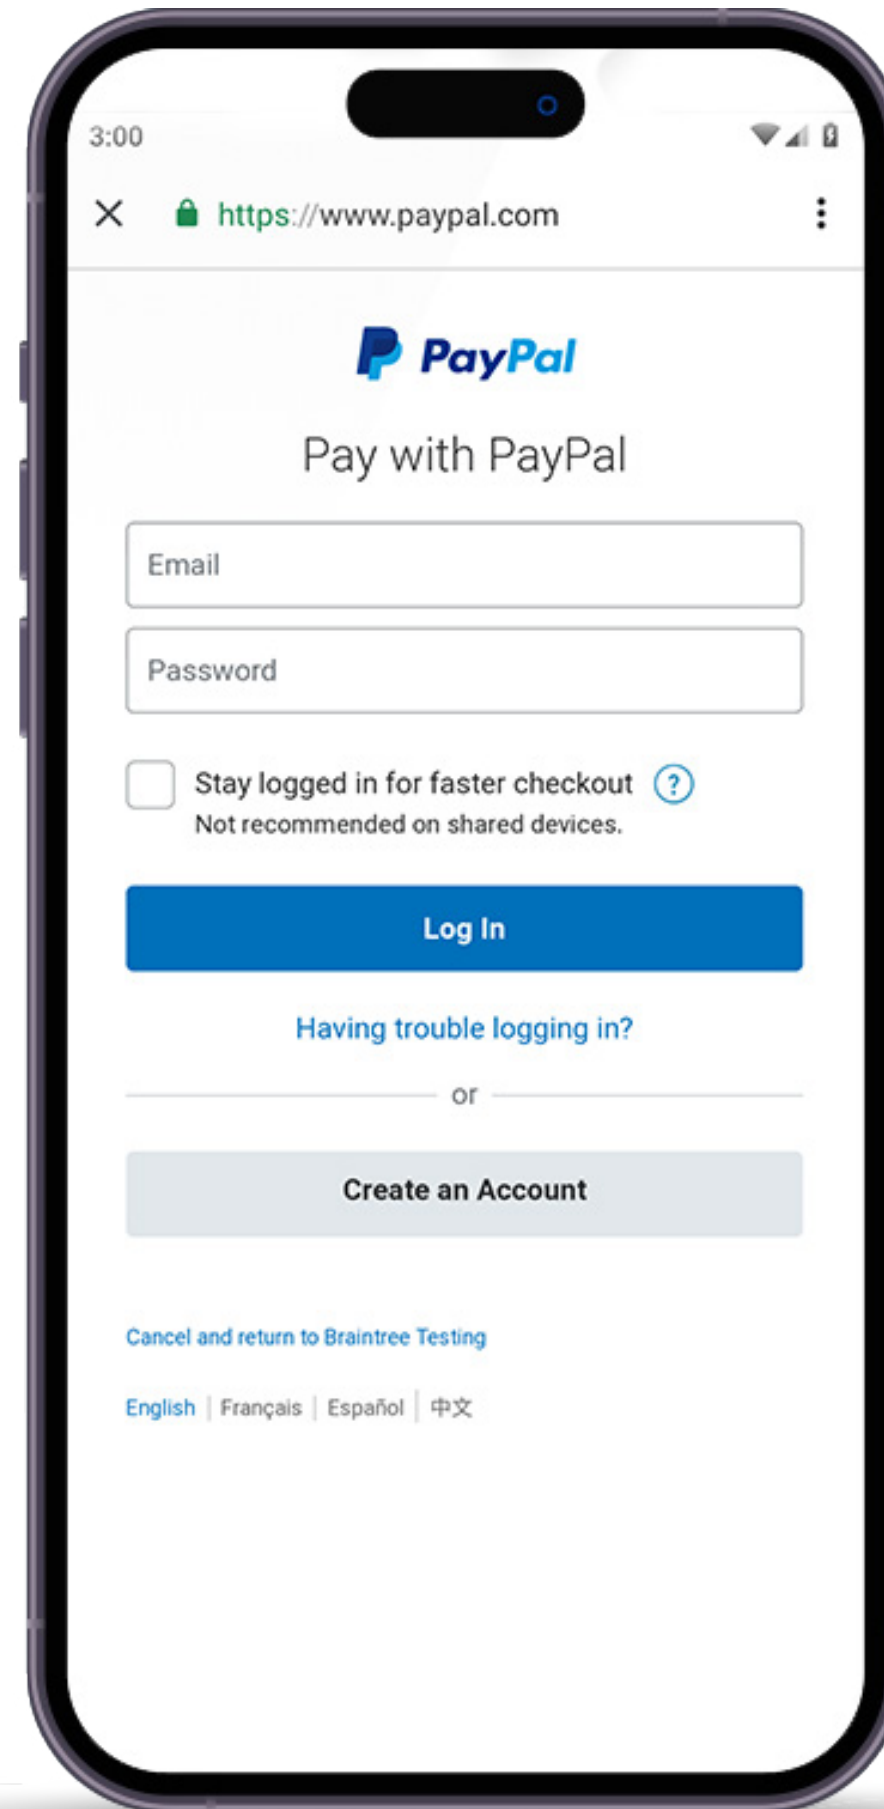 3:00
https://www.paypal.com
PayPal
Pay with PayPal
Email
Password
Stay logged in for faster checkout ?
Not recommended on shared devices.
Log In
Having trouble logging in?
or
Create an Account
Cancel and return to Braintree Testing
English | Français | Español | 中文